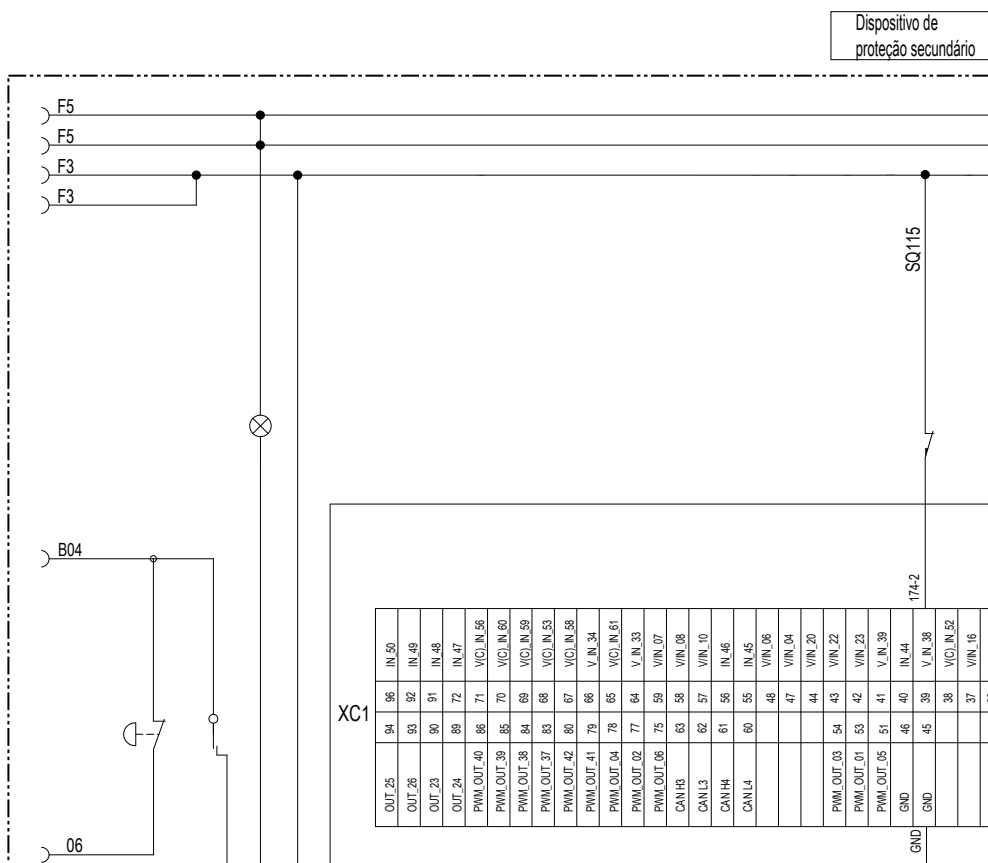 Dispositivo de
proteção secundário
F5
F5
F3
F3
SQ115
B04
174-2
XC1
IN_50 IN_49 IN_48 IN_47 V(C)_IN_56 V(C)_IN_60 V(C)_IN_59 V(C)_IN_53 V(C)_IN_58 V_IN_34 V(C)_IN_61 V_IN_33 V/IN_07 V/IN_08 V/IN_10 IN_46 IN_45 V/IN_06 V/IN_04 V/IN_20 V/IN_22 V/IN_23 V_IN_39 IN_44 V_IN_38 V(C)_IN_52 V/IN_16
96 92 91 72 71 70 69 68 67 66 65 64 59 58 57 56 55 48 47 44 43 42 41 40 39 38 37
94 93 90 89 86 85 84 83 80 79 78 77 75 63 62 61 60 54 53 51 46 45
OUT_25 OUT_26 OUT_23 OUT_24 PWM_OUT_40 PWM_OUT_39 PWM_OUT_38 PWM_OUT_37 PWM_OUT_42 PWM_OUT_41 PWM_OUT_04 PWM_OUT_02 PWM_OUT_06 CAN H3 CAN L3 CAN H4 CAN L4 PWM_OUT_03 PWM_OUT_01 PWM_OUT_05 GND GND
06
GND